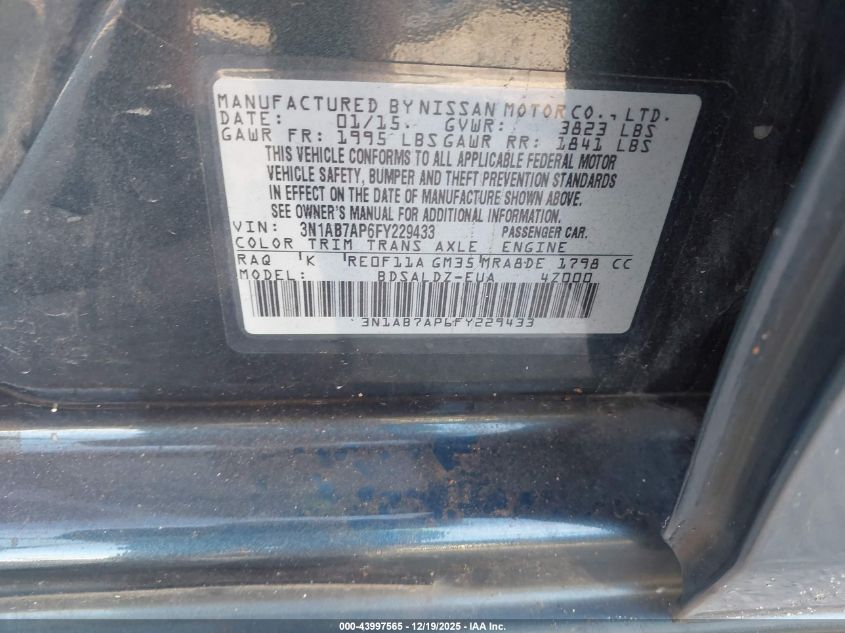 MANUFACTURED BY NISSAN MOTOR CO., LTD.
DATE: 01/15. GVWR: 3823 LBS
GAWR FR: 1995 LBS GAWR RR: 1841 LBS
THIS VEHICLE CONFORMS TO ALL APPLICABLE FEDERAL MOTOR
VEHICLE SAFETY, BUMPER AND THEFT PREVENTION STANDARDS
IN EFFECT ON THE DATE OF MANUFACTURE SHOWN ABOVE.
SEE OWNER'S MANUAL FOR ADDITIONAL INFORMATION.
VIN: 3N1AB7AP6FY229433 PASSENGER CAR.
COLOR TRIM TRANS AXLE ENGINE
RAQ K RE0F11A GM35 MRA8-DE 1798 CC
MODEL: BDSALDZ-EUA 4Z000
3N1AB7AP6FY229433
000-43997565 - 12/19/2025 - IAA Inc.